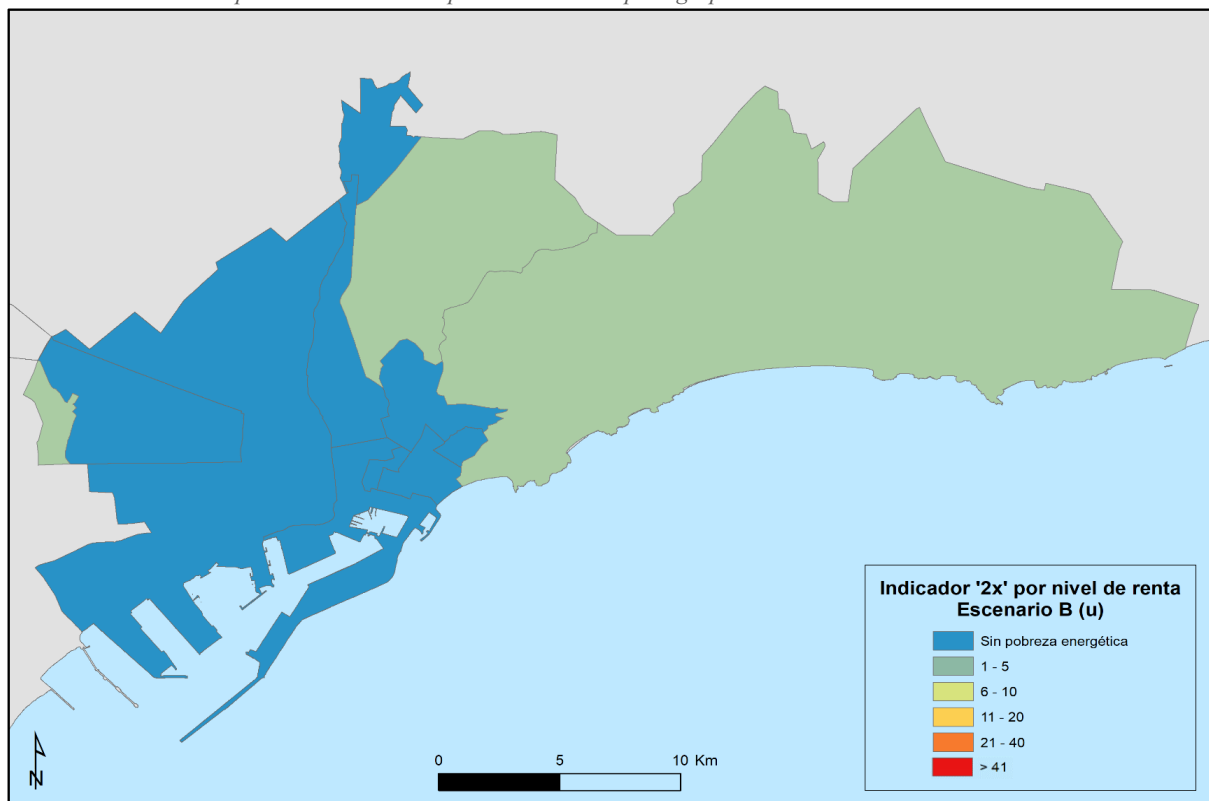 Indicador '2x' por nivel de renta
Escenario B (u)
Sin pobreza energética
1 - 5
6 - 10
11 - 20
21 - 40
> 41
0 5 10 Km
N